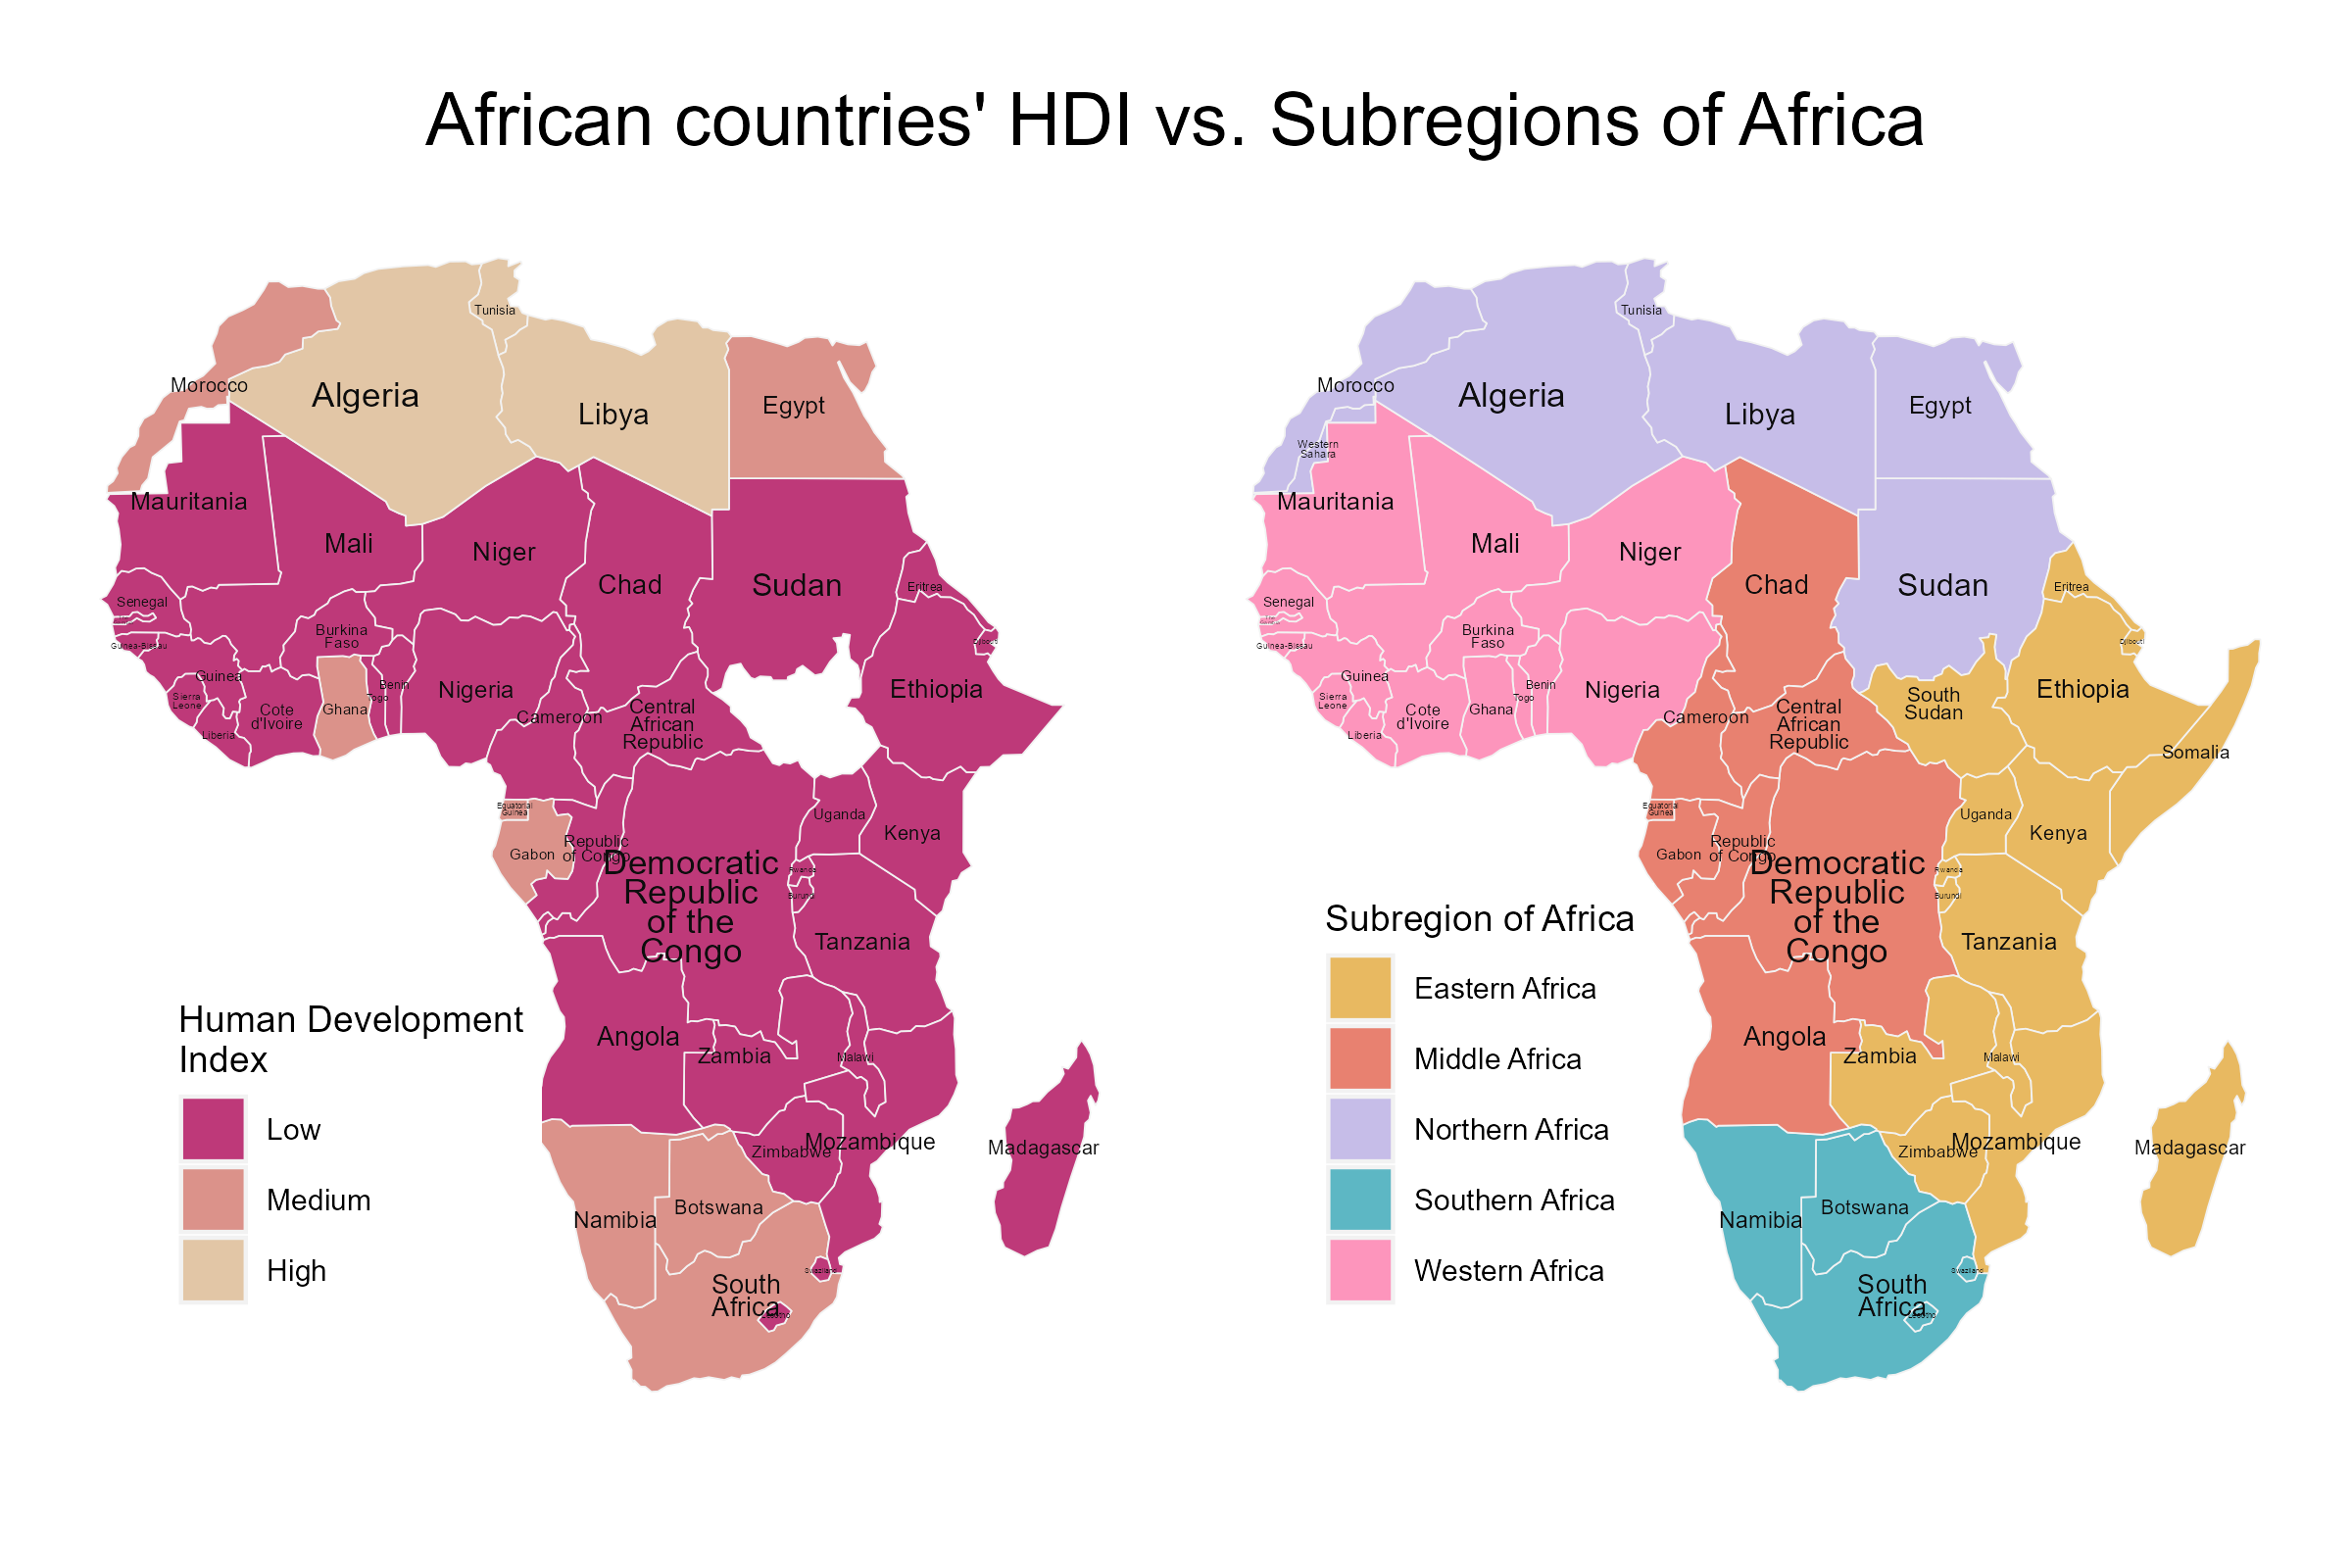 African countries' HDI vs. Subregions of Africa
Tunisia
Morocco
Algeria
Libya
Egypt
Mauritania
Mali
Niger
Chad
Sudan
Eritrea
Senegal
Guinea-Bissau
Burkina
Faso
Djibouti
Guinea
Sierra
Leone
Liberia
Cote
d'Ivoire
Ghana
Togo
Benin
Nigeria
Cameroon
Central
African
Republic
Ethiopia
Equatorial
Guinea
Gabon
Republic
of Congo
Democratic
Republic
of the
Congo
Uganda
Kenya
Rwanda
Burundi
Tanzania
Angola
Zambia
Malawi
Zimbabwe
Mozambique
Madagascar
Namibia
Botswana
Swaziland
South
Africa
Lesotho
Human Development
Index
Low
Medium
High
Tunisia
Morocco
Algeria
Libya
Egypt
Western
Sahara
Mauritania
Mali
Niger
Chad
Sudan
Eritrea
Senegal
Guinea-Bissau
Burkina
Faso
Djibouti
Guinea
Sierra
Leone
Liberia
Cote
d'Ivoire
Ghana
Togo
Benin
Nigeria
Cameroon
Central
African
Republic
South
Sudan
Ethiopia
Somalia
Equatorial
Guinea
Gabon
Republic
of Congo
Democratic
Republic
of the
Congo
Uganda
Kenya
Rwanda
Burundi
Tanzania
Angola
Zambia
Malawi
Zimbabwe
Mozambique
Madagascar
Namibia
Botswana
Swaziland
South
Africa
Lesotho
Subregion of Africa
Eastern Africa
Middle Africa
Northern Africa
Southern Africa
Western Africa